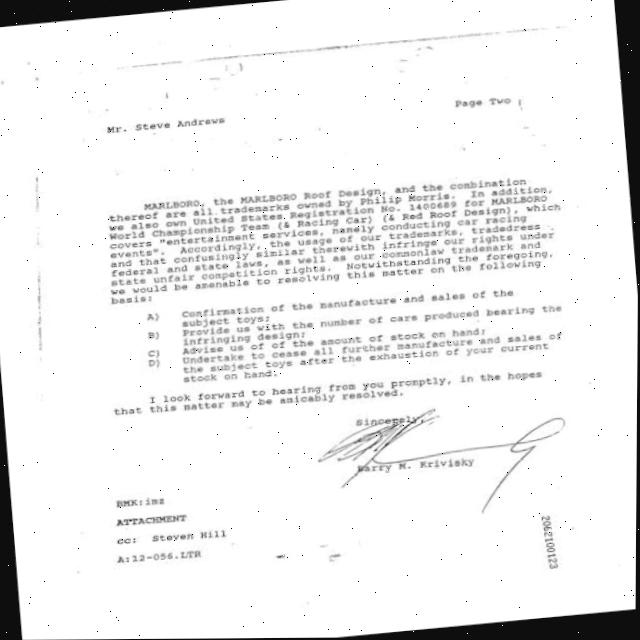 Page Two
Mr. Steve Andrews
MARLBORO, the MARLBORO Roof Design, and the combination
thereof are all trademarks owned by Philip Morris. In addition,
we also own United States Registration No. 1400689 for MARLBORO
World Championship Team (& Racing Car) (& Red Roof Design), which
covers "entertainment services, namely conducting car racing
events". Accordingly, the usage of our trademarks, tradedress
and that confusingly similar therewith infringe our rights under
federal and state laws, as well as our commonlaw trademark and
state unfair competition rights. Notwithstanding the foregoing,
we would be amenable to resolving this matter on the following
basis:
A) Confirmation of the manufacture and sales of the
subject toys;
B) Provide us with the number of cars produced bearing the
infringing design;
C) Advise us of of the amount of stock on hand;
D) Undertake to cease all further manufacture and sales of
the subject toys after the exhaustion of your current
stock on hand.
I look forward to hearing from you promptly, in the hopes
that this matter may be amicably resolved.
Sincerely,
Barry M. Krivisky
BMK:imz
ATTACHMENT
cc: Steven Hill
A:12-056.LTR
2062100123